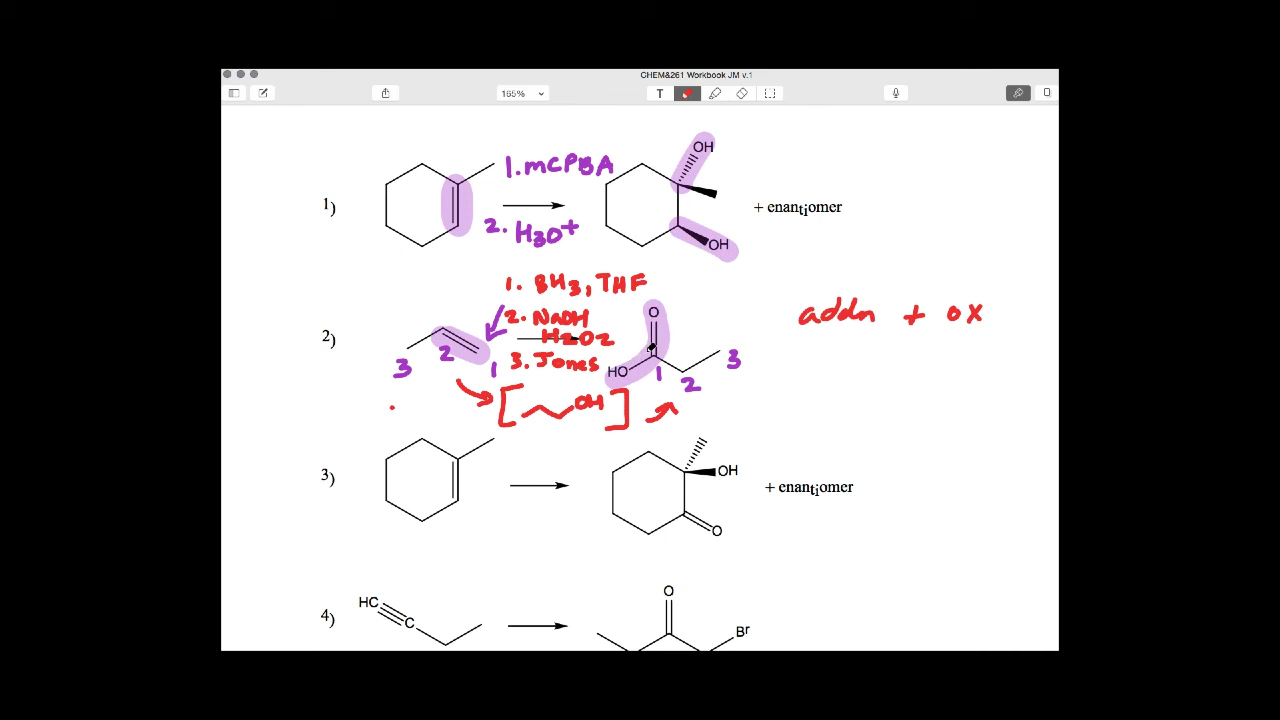 CHEM&261 Workbook JM v.1
165%
T
1)
1. mCPBA
2. H3O+
OH
OH
+ enantiomer
2)
1. BH3, THF
2. NaOH
H2O2
3. Jones
3
2
1
O
HO
1
2
3
addn + ox
[ OH ]
3)
OH
O
+ enantiomer
4)
HC
C
O
Br